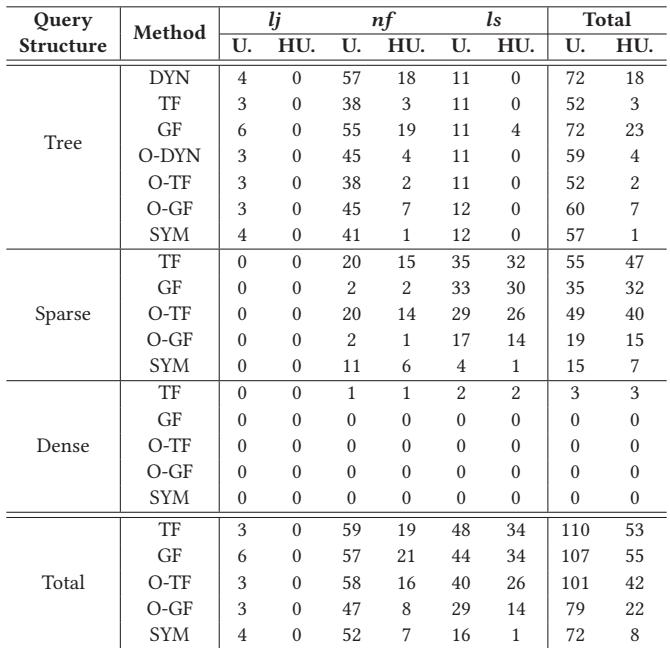 Query Structure Method lj nf ls Total
U. HU. U. HU. U. HU. U. HU.
Tree
DYN 4 0 57 18 11 0 72 18
TF 3 0 38 3 11 0 52 3
GF 6 0 55 19 11 4 72 23
O-DYN 3 0 45 4 11 0 59 4
O-TF 3 0 38 2 11 0 52 2
O-GF 3 0 45 7 12 0 60 7
SYM 4 0 41 1 12 0 57 1
Sparse
TF 0 0 20 15 35 32 55 47
GF 0 0 2 2 33 30 35 32
O-TF 0 0 20 14 29 26 49 40
O-GF 0 0 2 1 17 14 19 15
SYM 0 0 11 6 4 1 15 7
Dense
TF 0 0 1 1 2 2 3 3
GF 0 0 0 0 0 0 0 0
O-TF 0 0 0 0 0 0 0 0
O-GF 0 0 0 0 0 0 0 0
SYM 0 0 0 0 0 0 0 0
Total
TF 3 0 59 19 48 34 110 53
GF 6 0 57 21 44 34 107 55
O-TF 3 0 58 16 40 26 101 42
O-GF 3 0 47 8 29 14 79 22
SYM 4 0 52 7 16 1 72 8